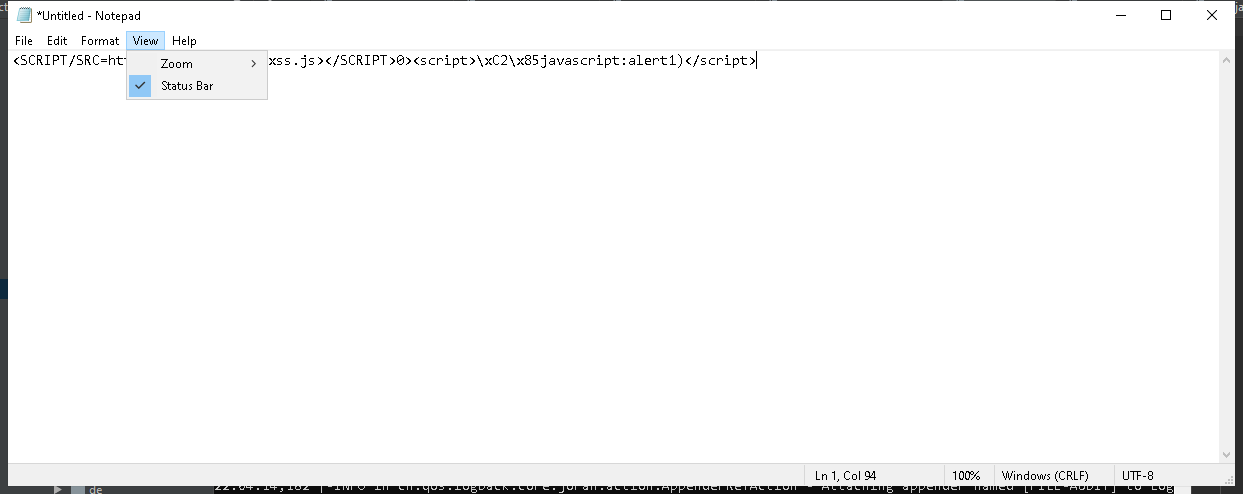 *Untitled - Notepad
File Edit Format View Help
<SCRIPT/SRC=ht xss.js></SCRIPT>0><script>\xC2\x85javascript:alert1)</script>
Zoom
Status Bar
Ln 1, Col 94 100% Windows (CRLF) UTF-8
de 22:04:14,182 |-INFO in ch.qos.logback.core.joran.action.AppenderRefAction - Attaching appender named [FILE-AUDIT] to Log